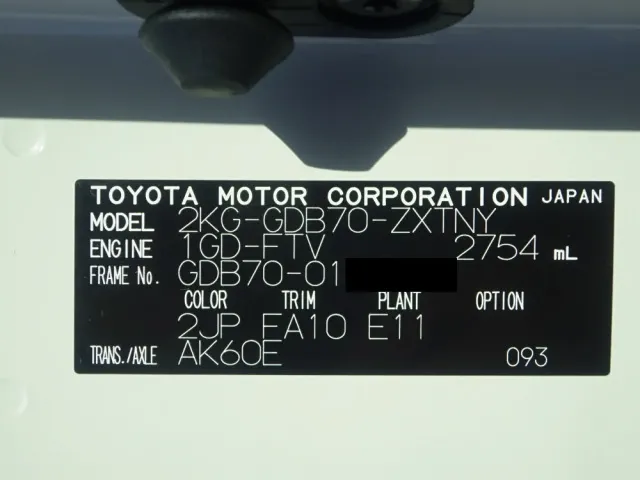 TOYOTA MOTOR CORPORATION JAPAN
MODEL 2KG-GDB70-ZXTNY
ENGINE 1GD-FTV 2754 mL
FRAME No. GDB70-01
COLOR TRIM PLANT OPTION
2JP FA10 E11
TRANS./AXLE AK60E 093